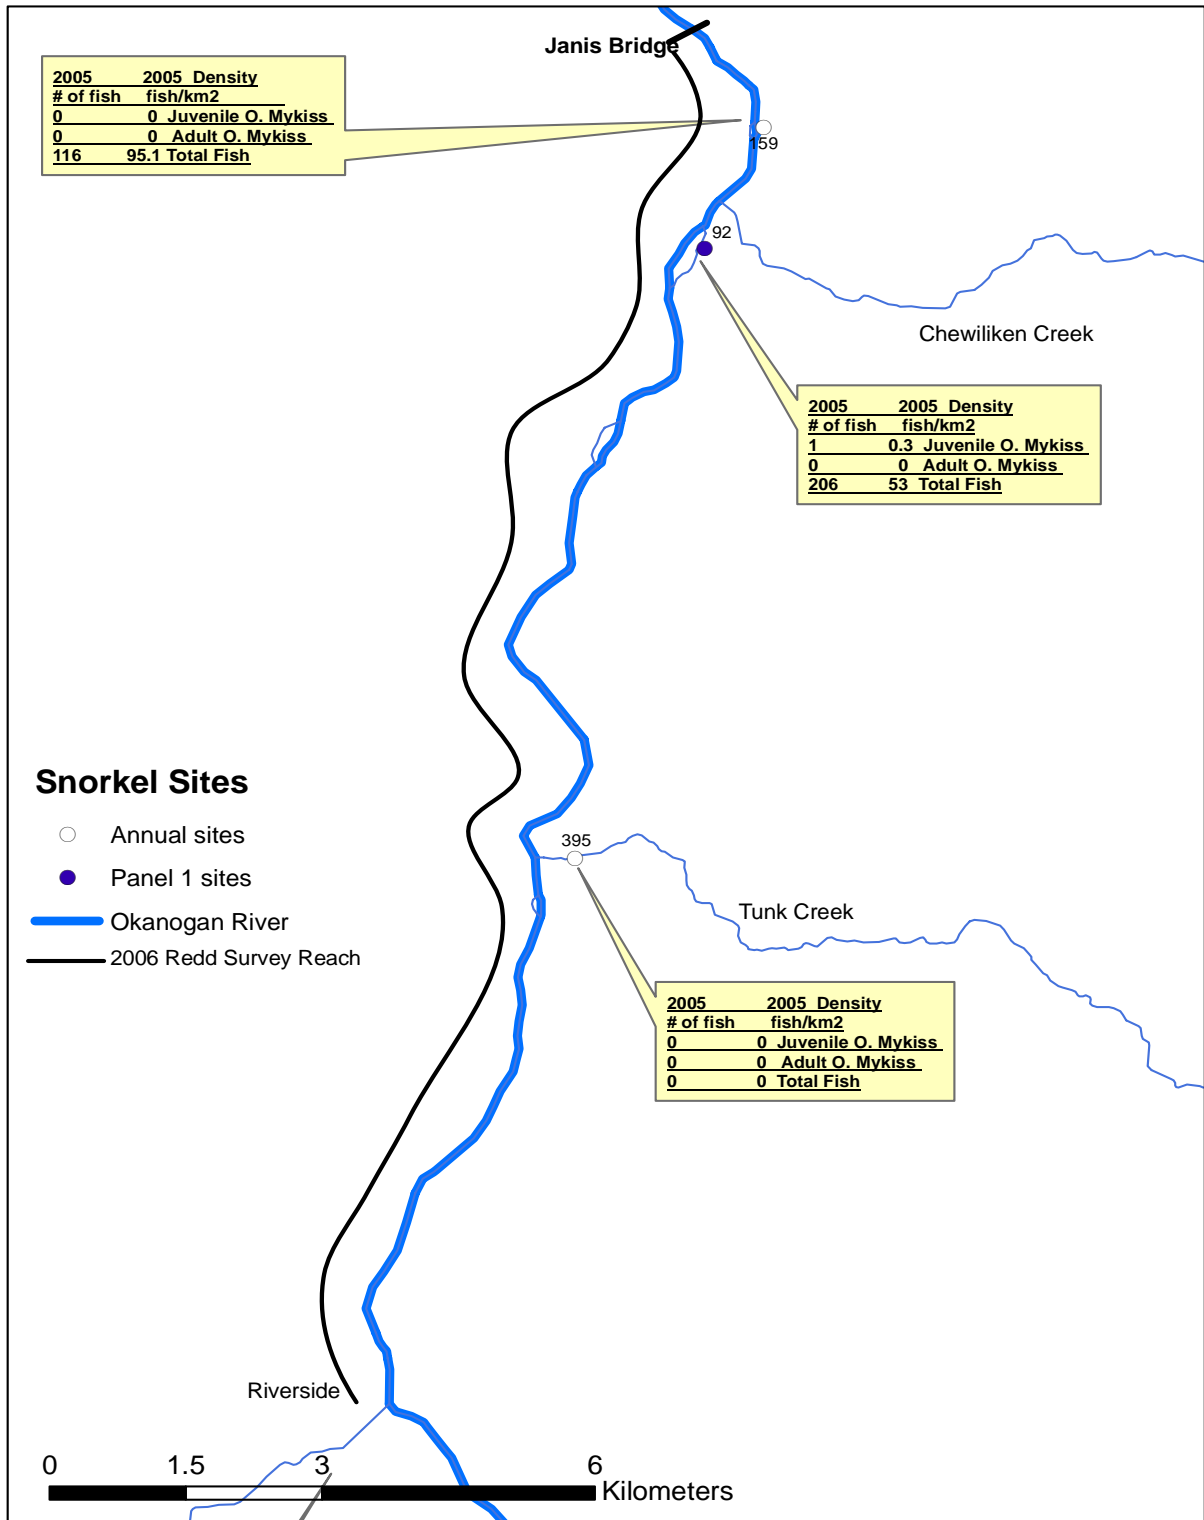 Janis Bridge
2005 2005 Density
# of fish fish/km2
0 0 Juvenile O. Mykiss
0 0 Adult O. Mykiss
116 95.1 Total Fish
159
92
Chewiliken Creek
2005 2005 Density
# of fish fish/km2
1 0.3 Juvenile O. Mykiss
0 0 Adult O. Mykiss
206 53 Total Fish
Snorkel Sites
Annual sites
Panel 1 sites
Okanogan River
2006 Redd Survey Reach
395
Tunk Creek
2005 2005 Density
# of fish fish/km2
0 0 Juvenile O. Mykiss
0 0 Adult O. Mykiss
0 0 Total Fish
Riverside
0 1.5 3 6
Kilometers